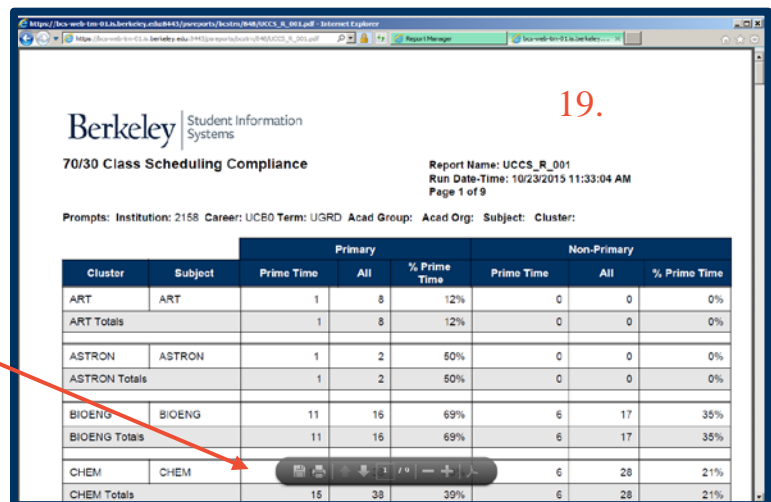 https://bcs-web-tm-01.is.berkeley.edu:8443/psreports/bcstrn/848/UCCS_R_001.pdf - Internet Explorer
Report Manager
19.
Berkeley Student Information Systems
70/30 Class Scheduling Compliance
Report Name: UCCS_R_001
Run Date-Time: 10/23/2015 11:33:04 AM
Page 1 of 9
Prompts: Institution: 2158 Career: UCB0 Term: UGRD Acad Group: Acad Org: Subject: Cluster:
Primary Non-Primary
Cluster Subject Prime Time All % Prime Time Prime Time All % Prime Time
ART ART 1 8 12% 0 0 0%
ART Totals 1 8 12% 0 0 0%
ASTRON ASTRON 1 2 50% 0 0 0%
ASTRON Totals 1 2 50% 0 0 0%
BIOENG BIOENG 11 16 69% 6 17 35%
BIOENG Totals 11 16 69% 6 17 35%
CHEM CHEM 6 28 21%
1 / 9
CHEM Totals 15 38 39% 6 28 21%